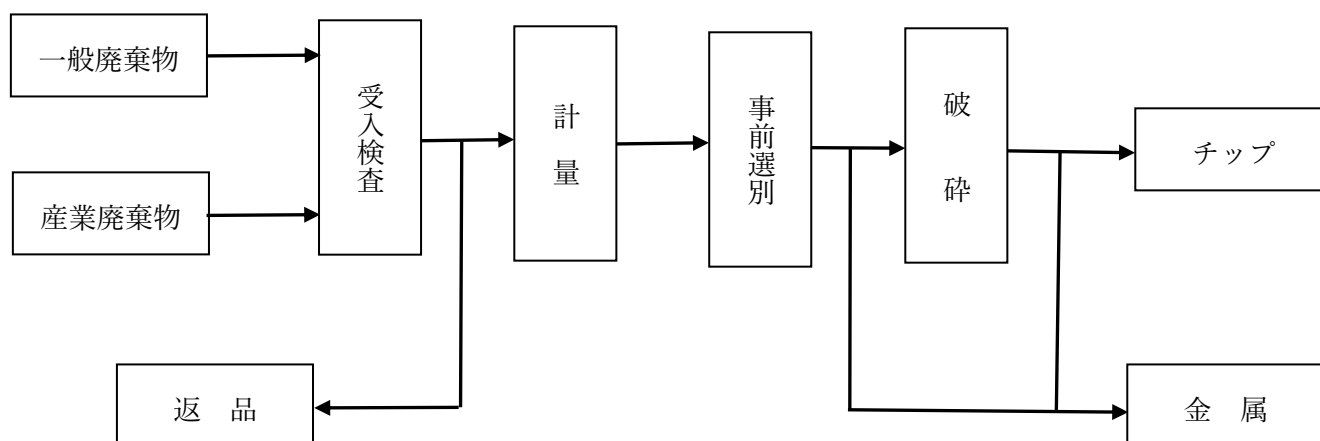 一般廃棄物
産業廃棄物
受入検査
計量
事前選別
破砕
チップ
返　品
金　属